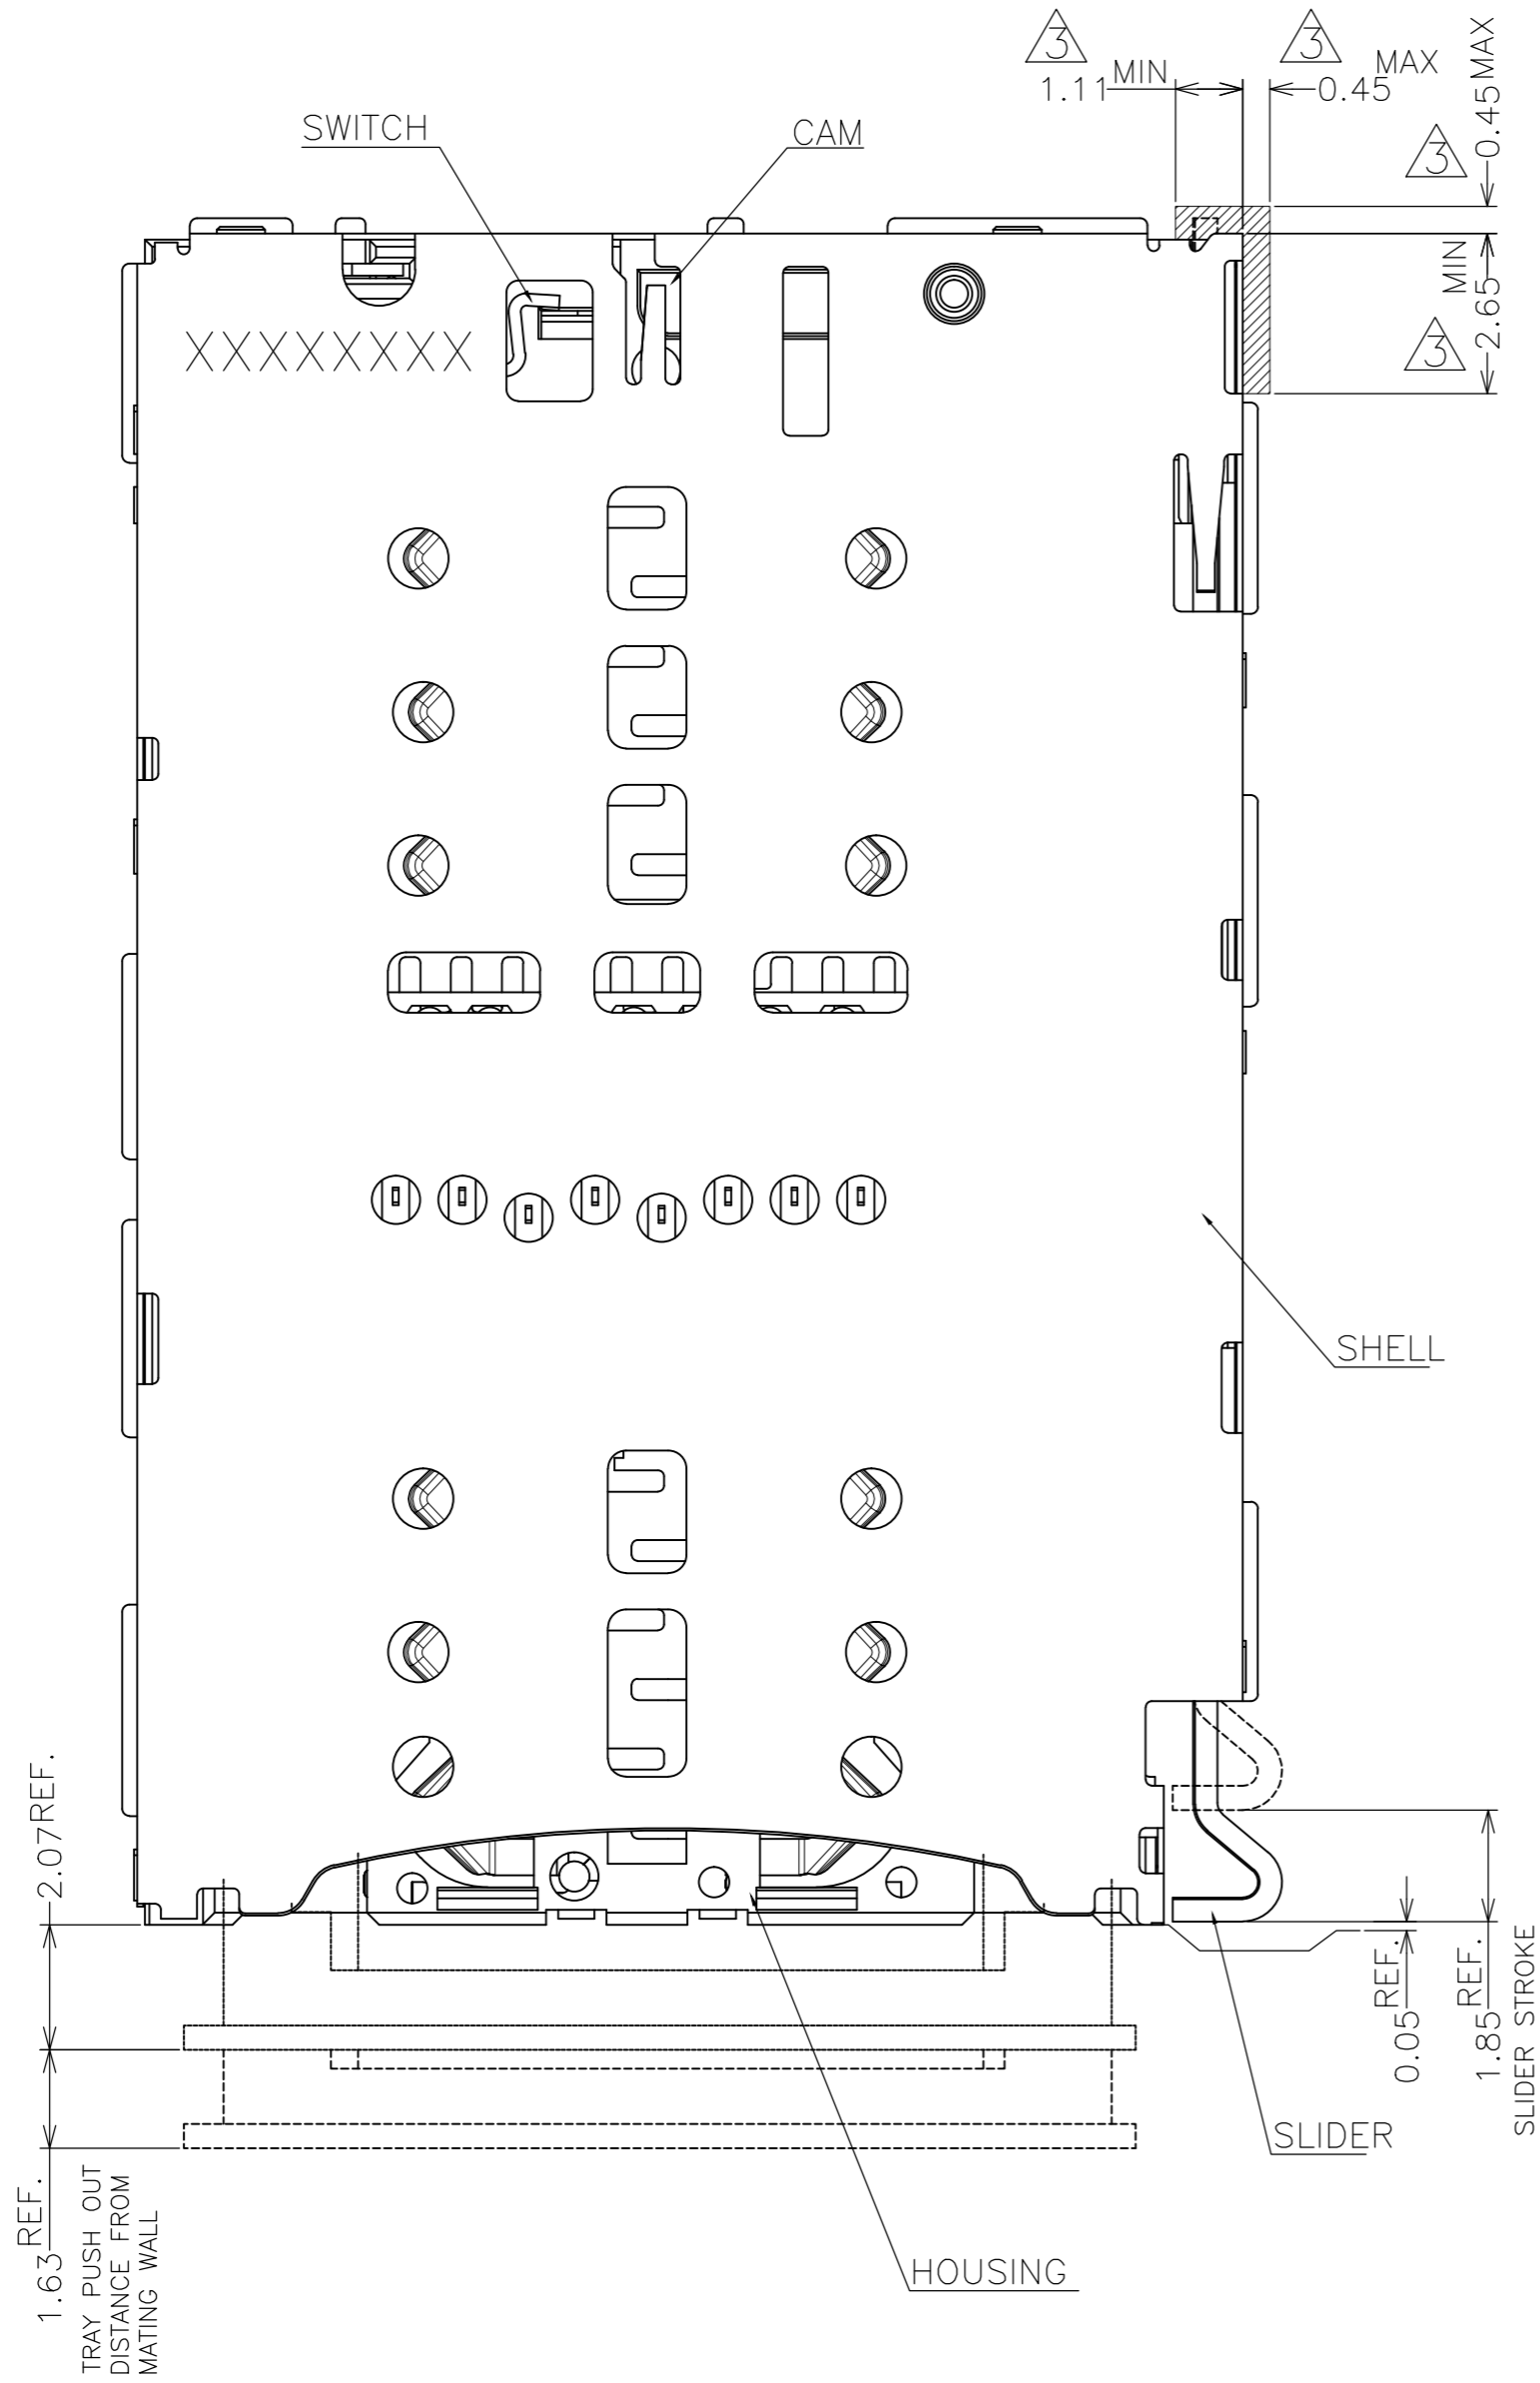 3
1.11 MIN
3
0.45 MAX
3
0.45 MAX
3
2.65 MIN
SWITCH
CAM
XXXXXXXX
SHELL
2.07 REF.
1.63 REF.
TRAY PUSH OUT
DISTANCE FROM
MATING WALL
0.05 REF.
1.85 REF.
SLIDER STROKE
SLIDER
HOUSING